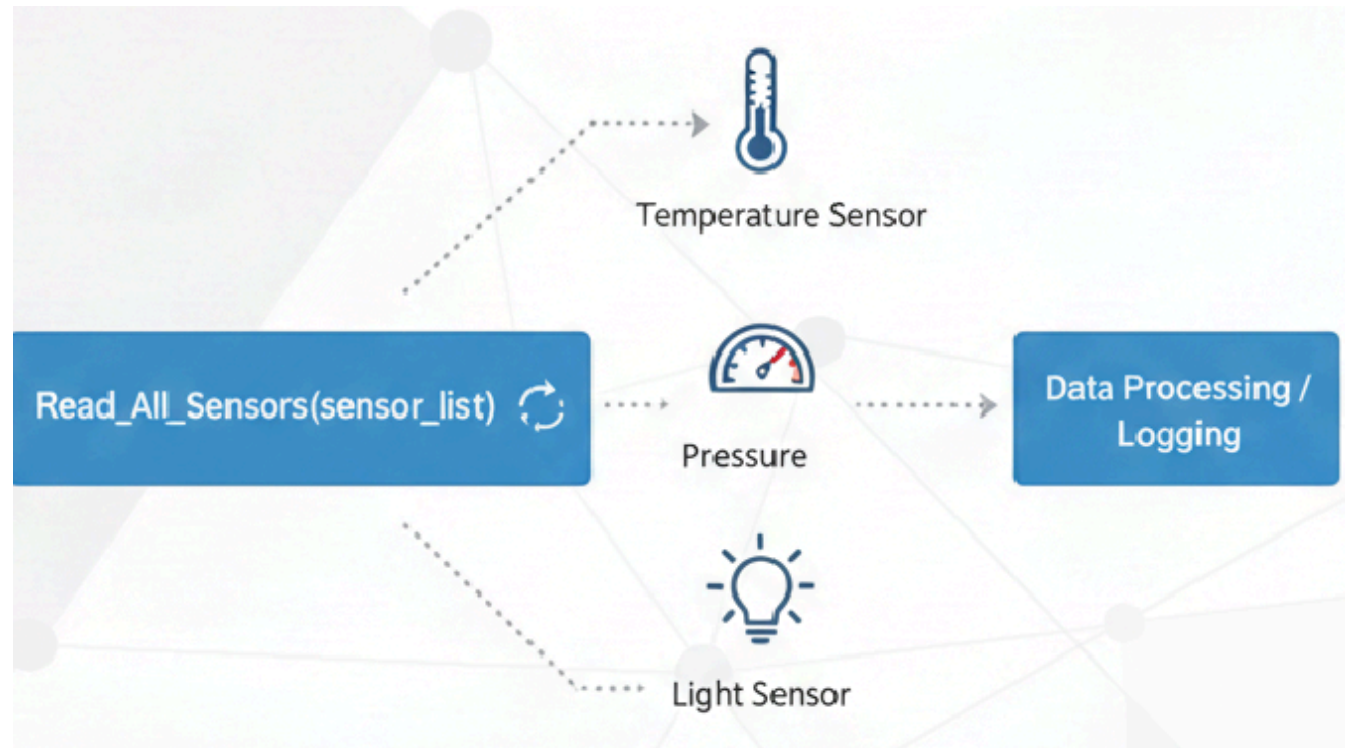 Temperature Sensor
Read_All_Sensors(sensor_list)
Pressure
Data Processing /
Logging
Light Sensor